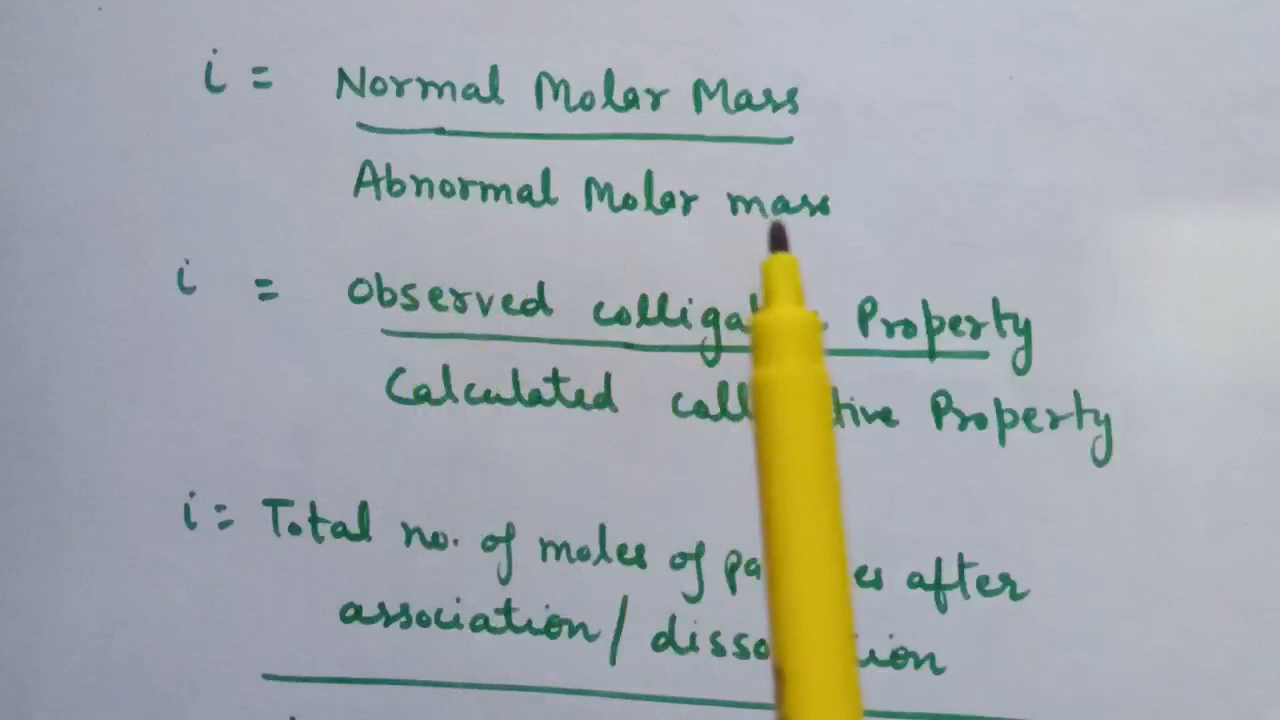 i = Normal Molar Mass
Abnormal Molar mass
i = Observed Property
Calculated Property
i = Total no. of moles of after
association /